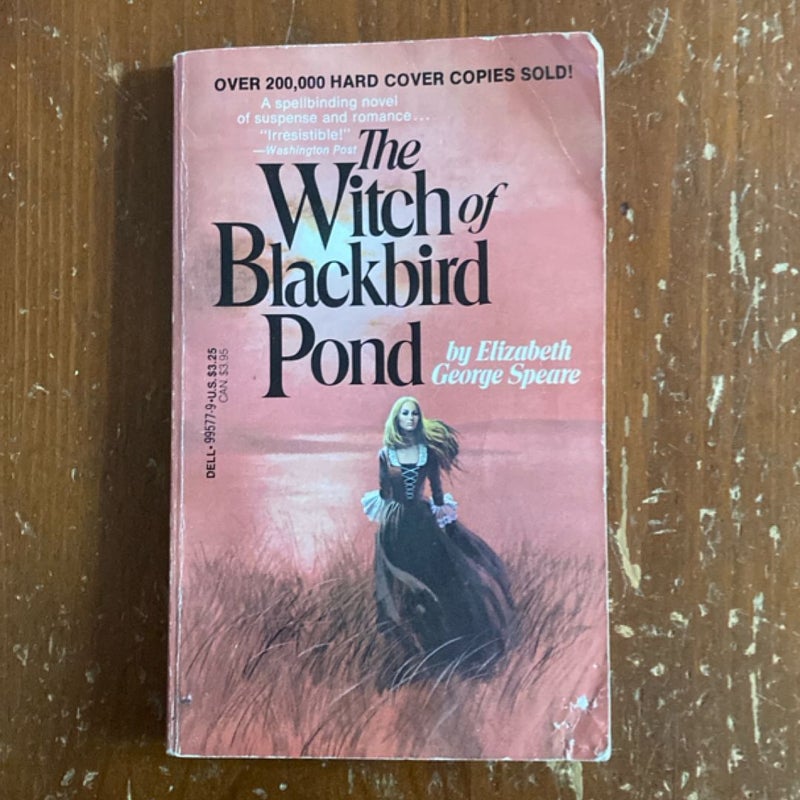 OVER 200,000 HARD COVER COPIES SOLD!
A spellbinding novel
of suspense and romance...
"Irresistible!"
—Washington Post
The
Witch of
Blackbird
Pond
by Elizabeth
George Speare
DELL • 99577-9 • U.S. $3.25
CAN. $3.95